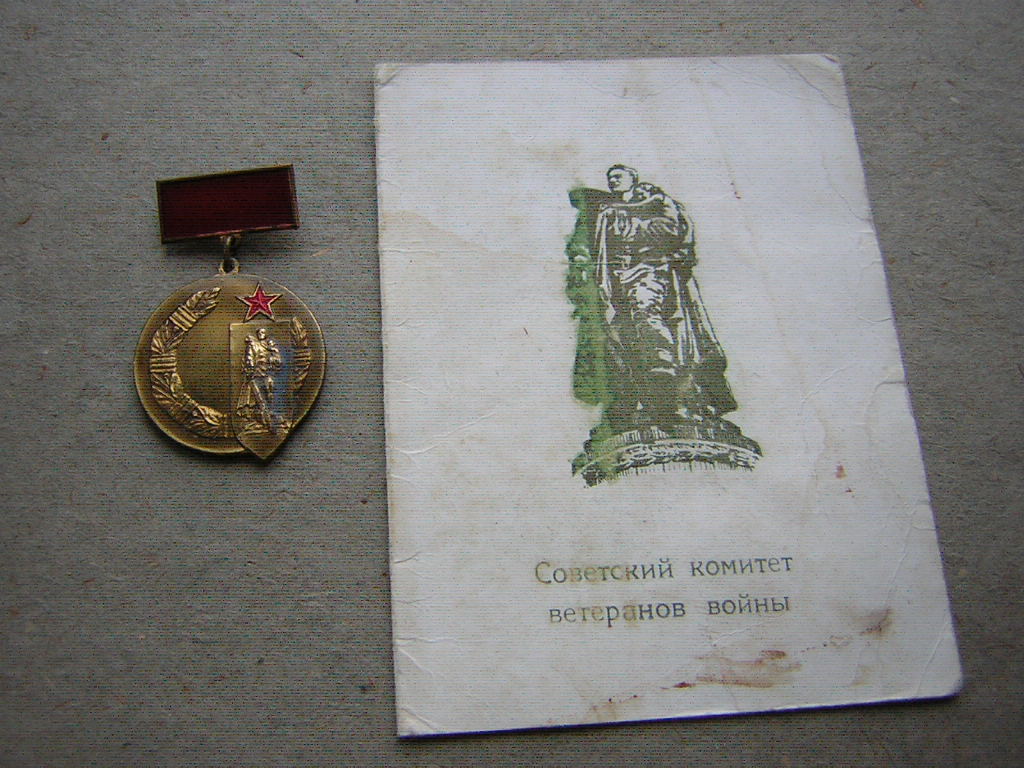 Советский комитет
ветеранов войны